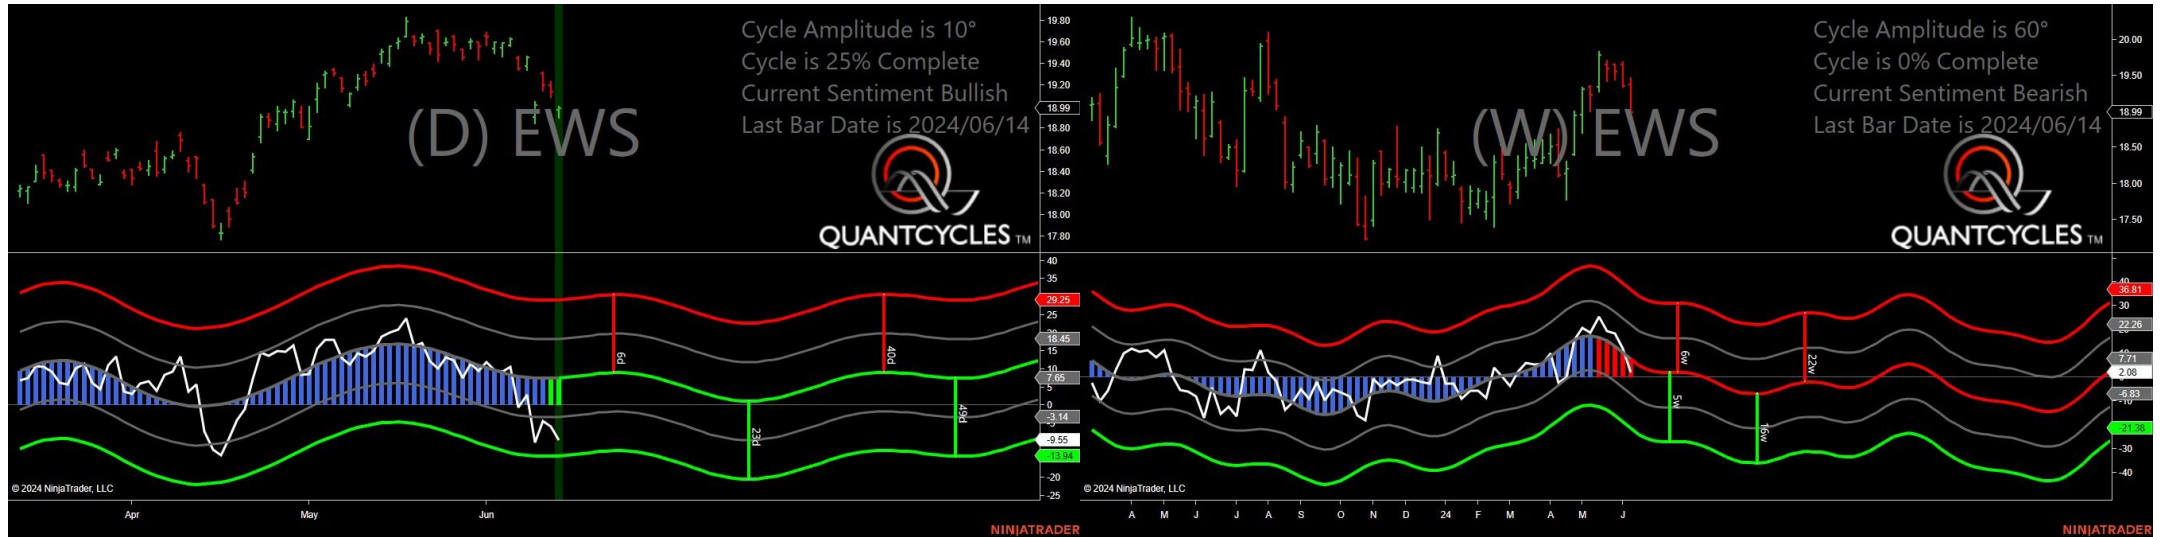 Cycle Amplitude is 10°
Cycle is 25% Complete
Current Sentiment Bullish
Last Bar Date is 2024/06/14
(D) EWS
QUANTCYCLES TM
19.80
19.60
19.40
19.20
18.99
18.80
18.60
18.40
18.20
18.00
17.80
40
35
29.25
25
18.45
15
10
7.65
5
0
-3.14
-9.55
-13.94
-20
-25
6d
23d
40d
49d
© 2024 NinjaTrader, LLC
Apr
May
Jun
NINJATRADER
Cycle Amplitude is 60°
Cycle is 0% Complete
Current Sentiment Bearish
Last Bar Date is 2024/06/14
(W) EWS
QUANTCYCLES TM
20.00
19.50
18.99
18.50
18.00
17.50
36.81
30
22.26
7.71
2.08
-6.83
-21.38
-30
-40
6w
5w
16w
22w
© 2024 NinjaTrader, LLC
A
M
J
J
A
S
O
N
D
24
F
M
A
M
J
NINJATRADER